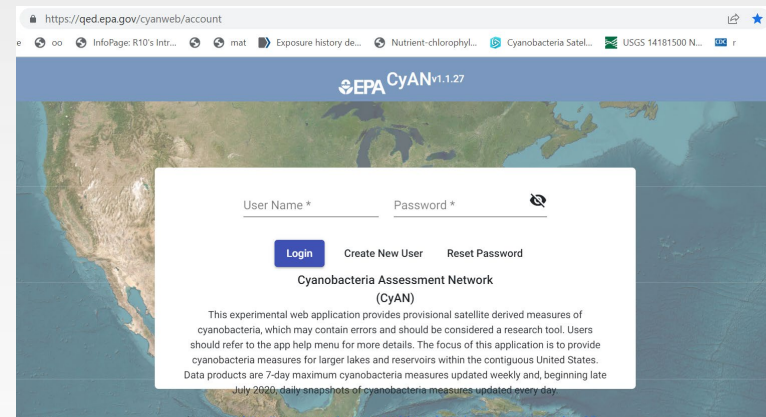 https://qed.epa.gov/cyanweb/account
e oo InfoPage: R10's Intr... mat Exposure history de... Nutrient-chlorophyl... Cyanobacteria Satel... USGS 14181500 N... r
EPA CyAN v1.1.27
User Name * Password *
Login Create New User Reset Password
Cyanobacteria Assessment Network
(CyAN)
This experimental web application provides provisional satellite derived measures of
cyanobacteria, which may contain errors and should be considered a research tool. Users
should refer to the app help menu for more details. The focus of this application is to provide
cyanobacteria measures for larger lakes and reservoirs within the contiguous United States.
Data products are 7-day maximum cyanobacteria measures updated weekly and, beginning late
July 2020, daily snapshots of cyanobacteria measures updated every day.